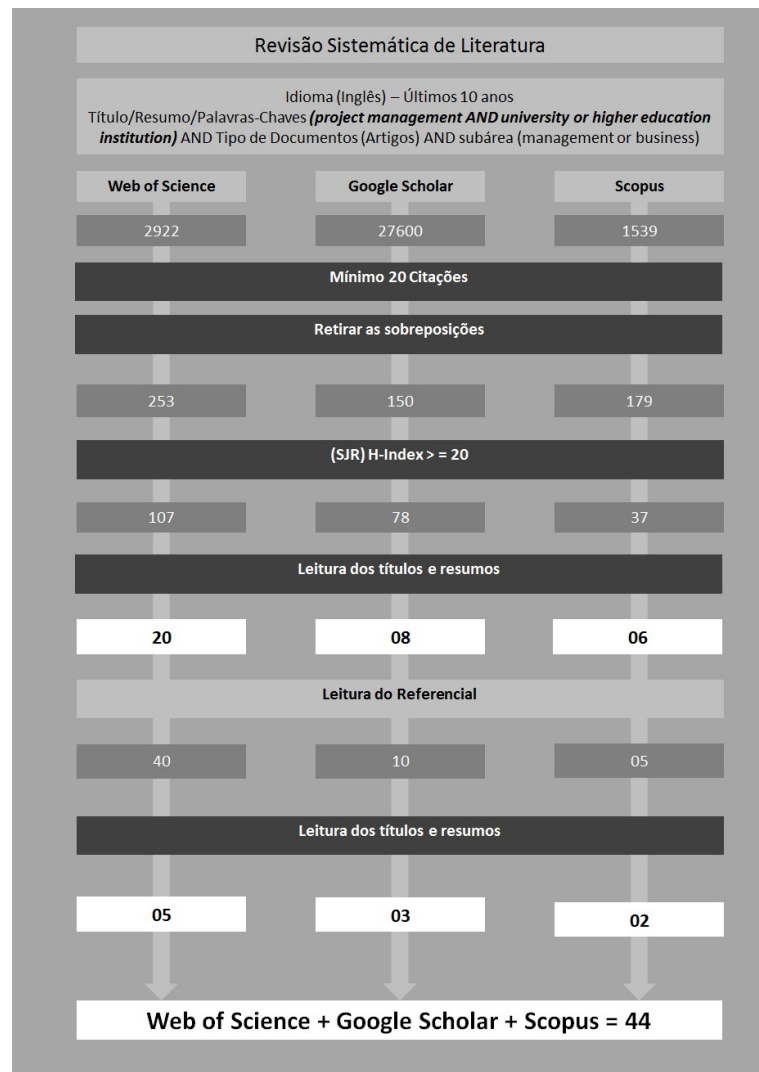 Revisão Sistemática de Literatura
Idioma (Inglês) – Últimos 10 anos
Título/Resumo/Palavras-Chaves (project management AND university or higher education
institution) AND Tipo de Documentos (Artigos) AND subárea (management or business)
Web of Science Google Scholar Scopus
2922 27600 1539
Mínimo 20 Citações
Retirar as sobreposições
253 150 179
(SJR) H-Index > = 20
107 78 37
Leitura dos títulos e resumos
20 08 06
Leitura do Referencial
40 10 05
Leitura dos títulos e resumos
05 03 02
Web of Science + Google Scholar + Scopus = 44